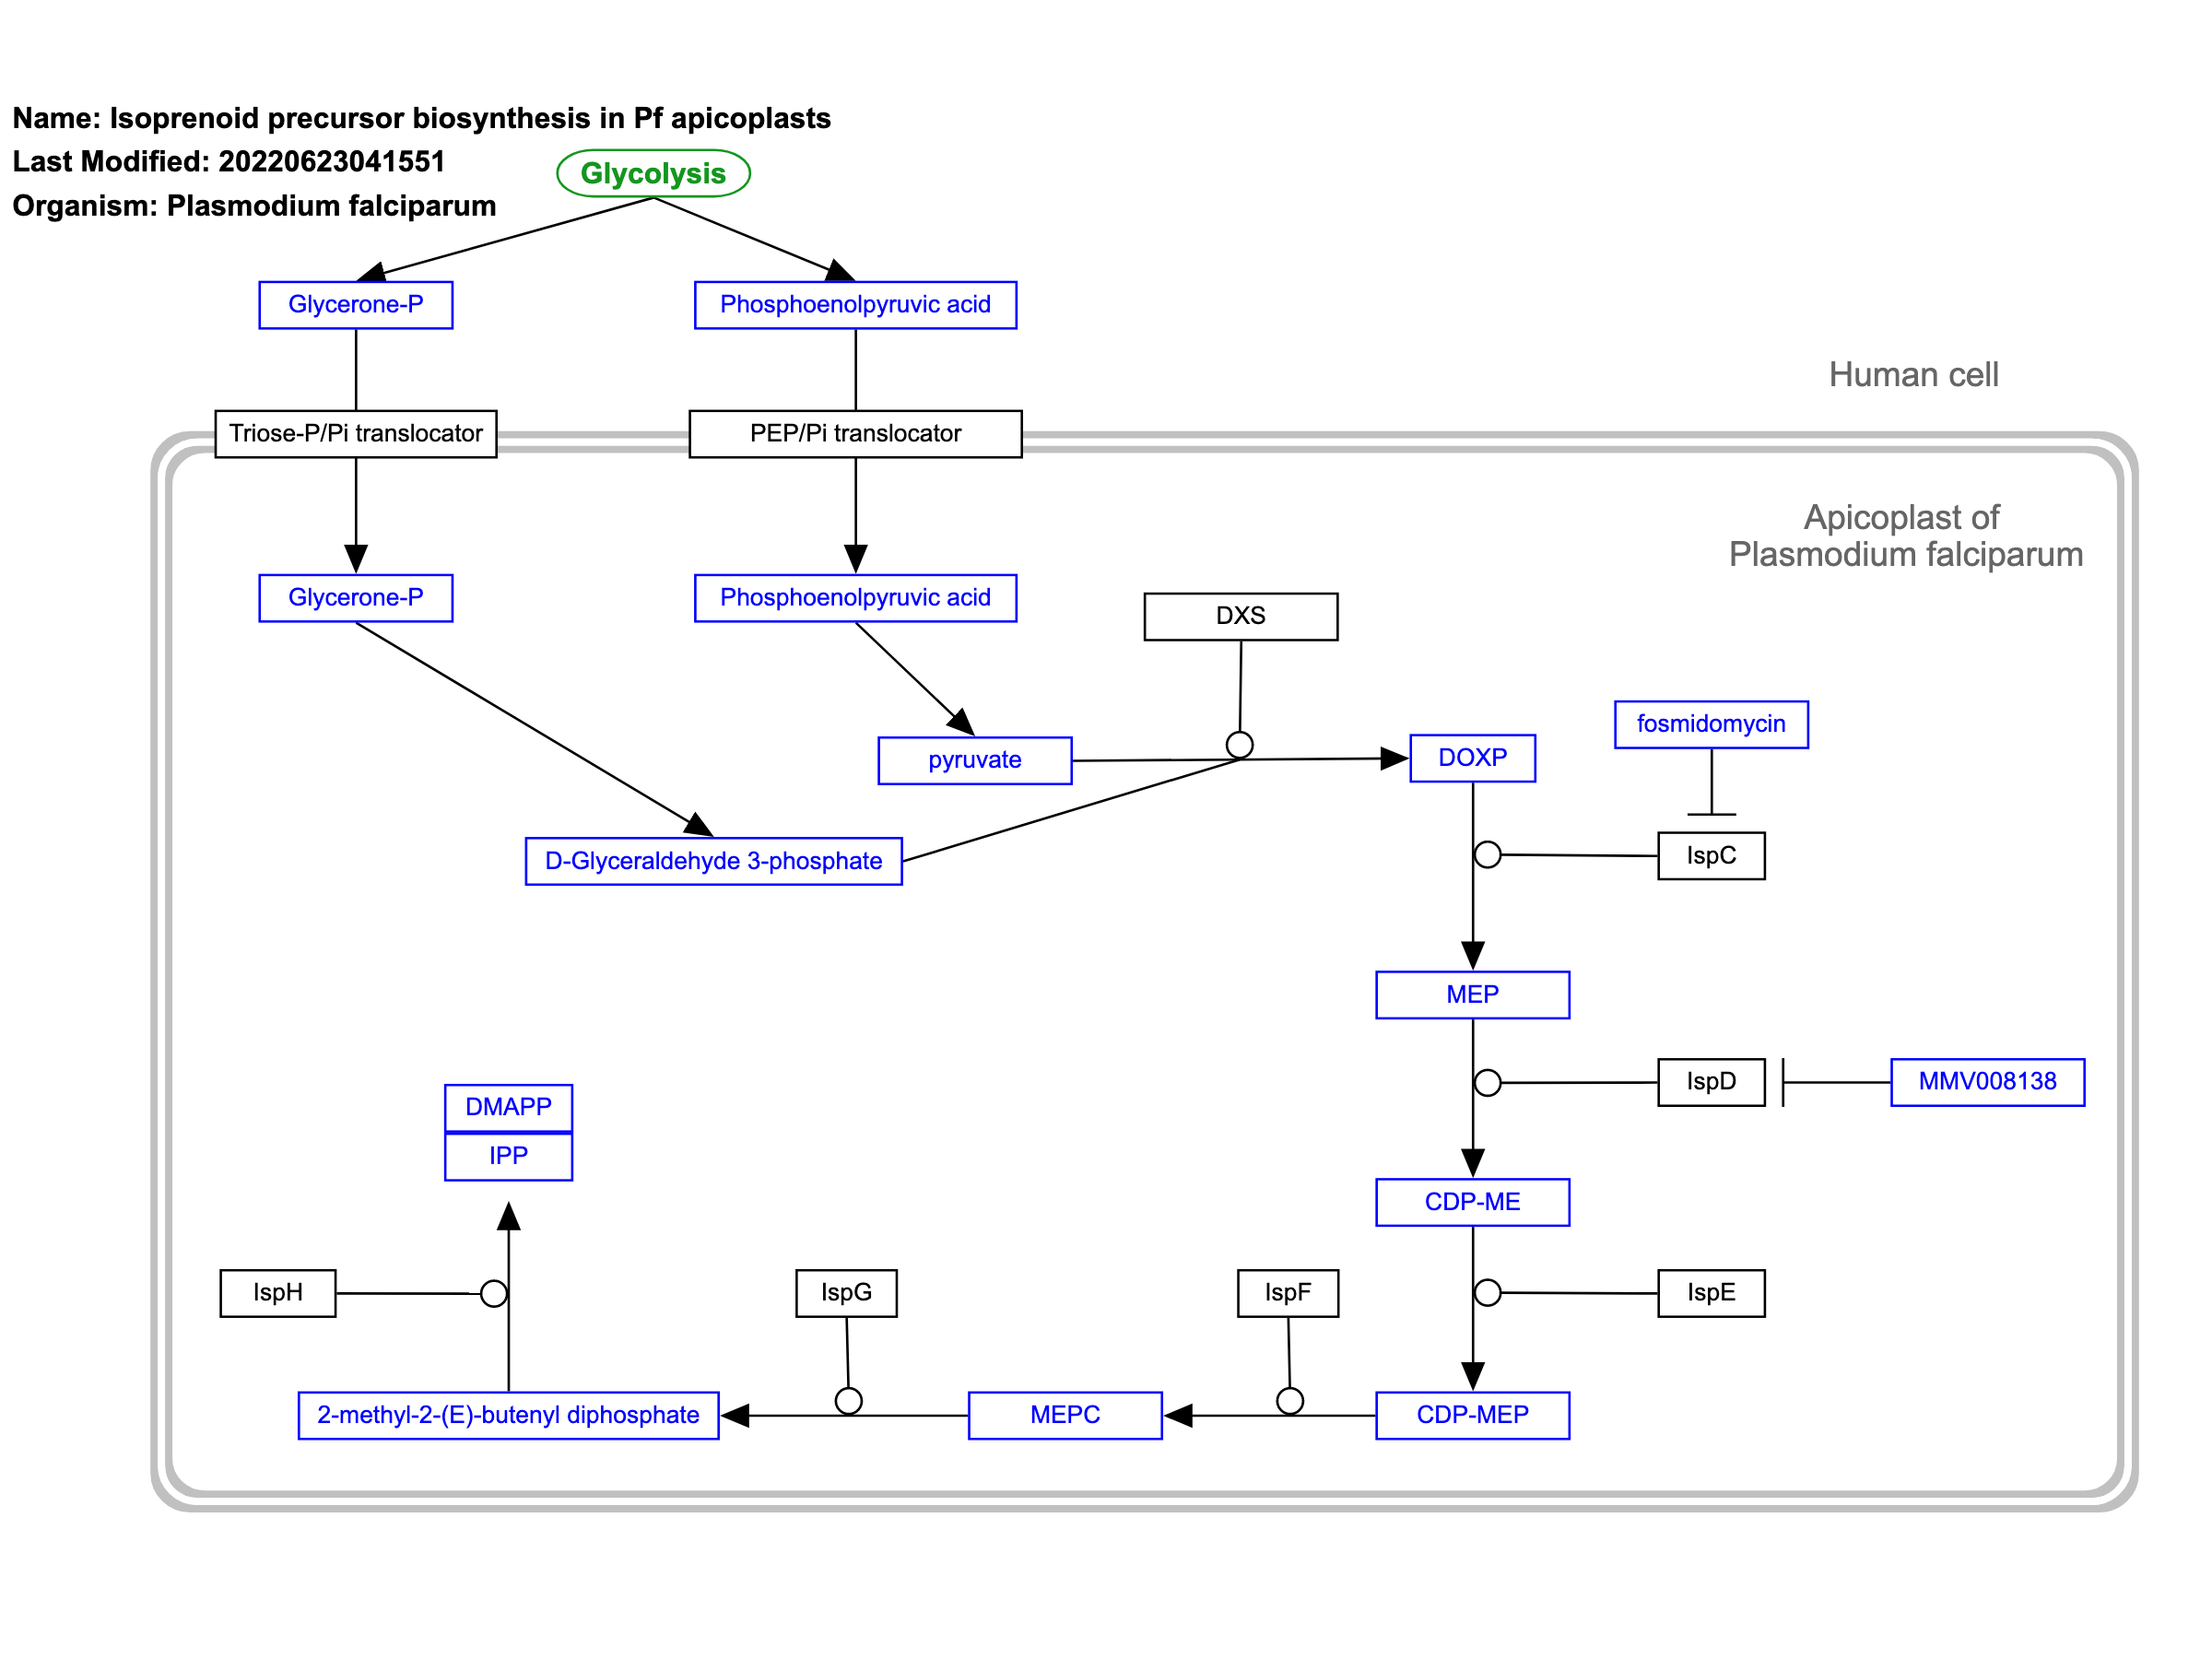 Name: Isoprenoid precursor biosynthesis in Pf apicoplasts
Last Modified: 20220623041551
Organism: Plasmodium falciparum
Glycolysis
Glycerone-P
Phosphoenolpyruvic acid
Human cell
Triose-P/Pi translocator
PEP/Pi translocator
Apicoplast of
Plasmodium falciparum
Glycerone-P
Phosphoenolpyruvic acid
DXS
fosmidomycin
pyruvate
DOXP
D-Glyceraldehyde 3-phosphate
IspC
MEP
IspD
MMV008138
DMAPP
IPP
CDP-ME
IspH
IspG
IspF
IspE
2-methyl-2-(E)-butenyl diphosphate
MEPC
CDP-MEP